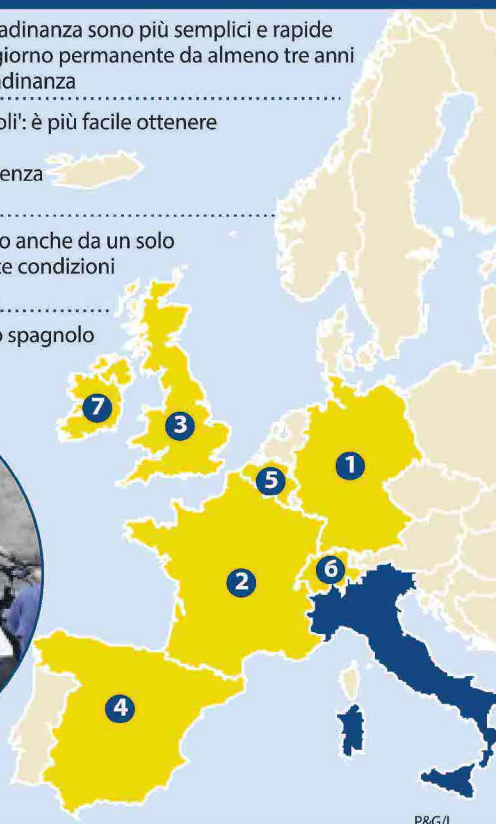 adinanza sono più semplici e rapide
giorno permanente da almeno tre anni
dinanza
oli': è più facile ottenere
enza
o anche da un solo
te condizioni
o spagnolo
7
3
1
5
6
2
4
P&G/L